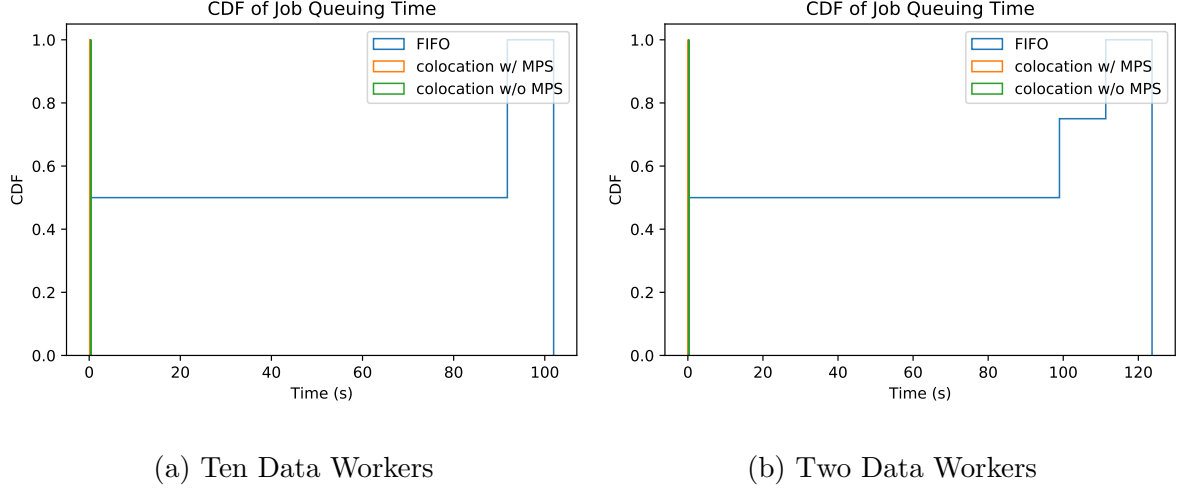 CDF of Job Queuing Time
1.0
0.8
0.6
0.4
0.2
0.0
CDF
FIFO
colocation w/ MPS
colocation w/o MPS
0 20 40 60 80 100
Time (s)
(a) Ten Data Workers
CDF of Job Queuing Time
1.0
0.8
0.6
0.4
0.2
0.0
CDF
FIFO
colocation w/ MPS
colocation w/o MPS
0 20 40 60 80 100 120
Time (s)
(b) Two Data Workers